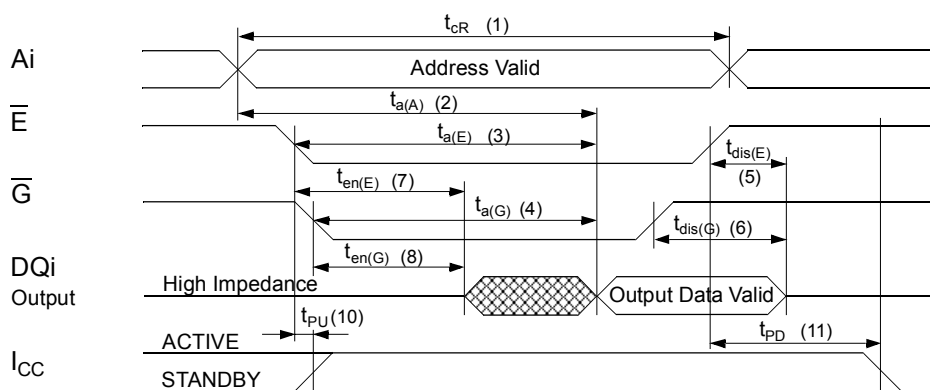 tcR (1)
Ai
Address Valid
ta(A) (2)
E
ta(E) (3)
tdis(E)
(5)
ten(E) (7)
G
ta(G) (4)
tdis(G) (6)
ten(G) (8)
DQi
Output
High Impedance
Output Data Valid
tPU(10)
tPD (11)
ACTIVE
ICC
STANDBY